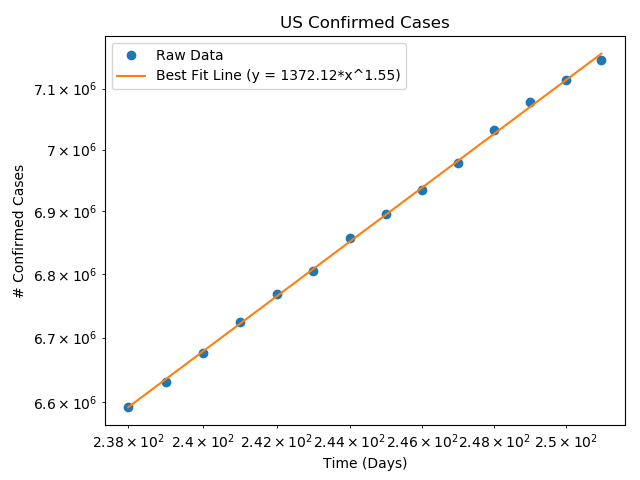 US Confirmed Cases
Raw Data
Best Fit Line (y = 1372.12*x^1.55)
7.1 × 10^6
7 × 10^6
6.9 × 10^6
6.8 × 10^6
6.7 × 10^6
6.6 × 10^6
# Confirmed Cases
2.38 × 10^2 2.4 × 10^2 2.42 × 10^2 2.44 × 10^2 2.46 × 10^2 2.48 × 10^2 2.5 × 10^2
Time (Days)